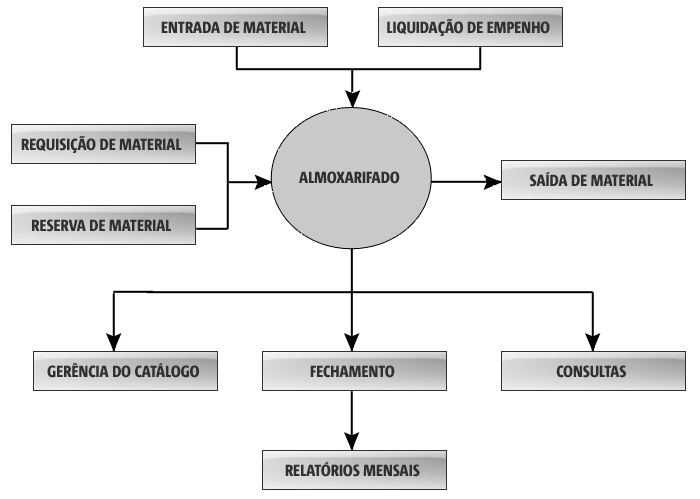 ENTRADA DE MATERIAL
LIQUIDAÇÃO DE EMPENHO
REQUISIÇÃO DE MATERIAL
ALMOXARIFADO
SAÍDA DE MATERIAL
RESERVA DE MATERIAL
GERÊNCIA DO CATÁLOGO
FECHAMENTO
CONSULTAS
RELATÓRIOS MENSAIS